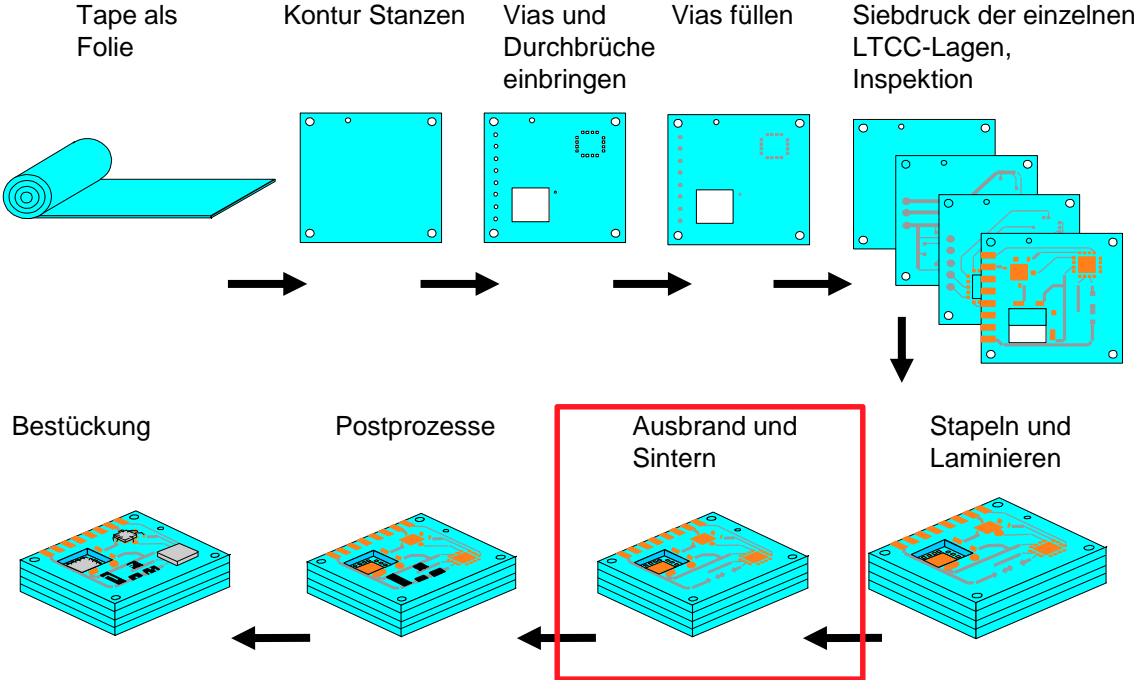 Tape als
Folie
Kontur Stanzen
Vias und
Durchbrüche
einbringen
Vias füllen
Siebdruck der einzelnen
LTCC-Lagen,
Inspektion
Bestückung
Postprozesse
Ausbrand und
Sintern
Stapeln und
Laminieren